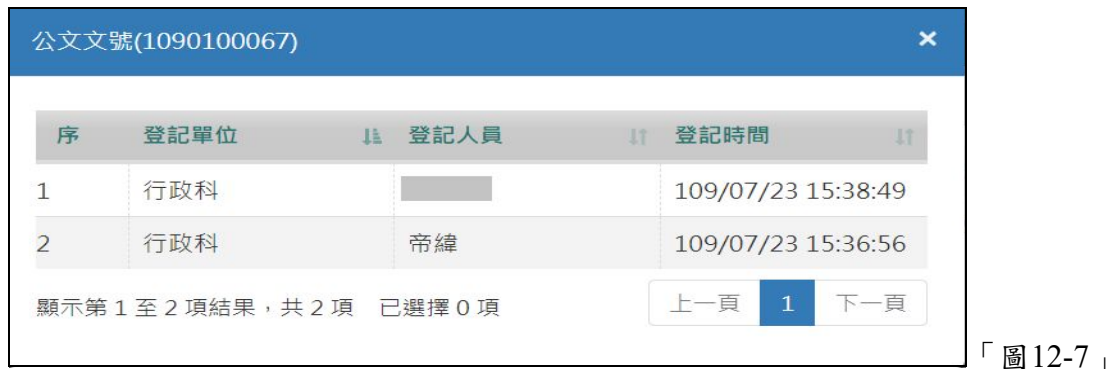 公文文號(1090100067) ×
序 登記單位 登記人員 登記時間
1 行政科 109/07/23 15:38:49
2 行政科 帝緯 109/07/23 15:36:56
顯示第 1 至 2 項結果，共 2 項 已選擇 0 項 上一頁 1 下一頁
「圖12-7」